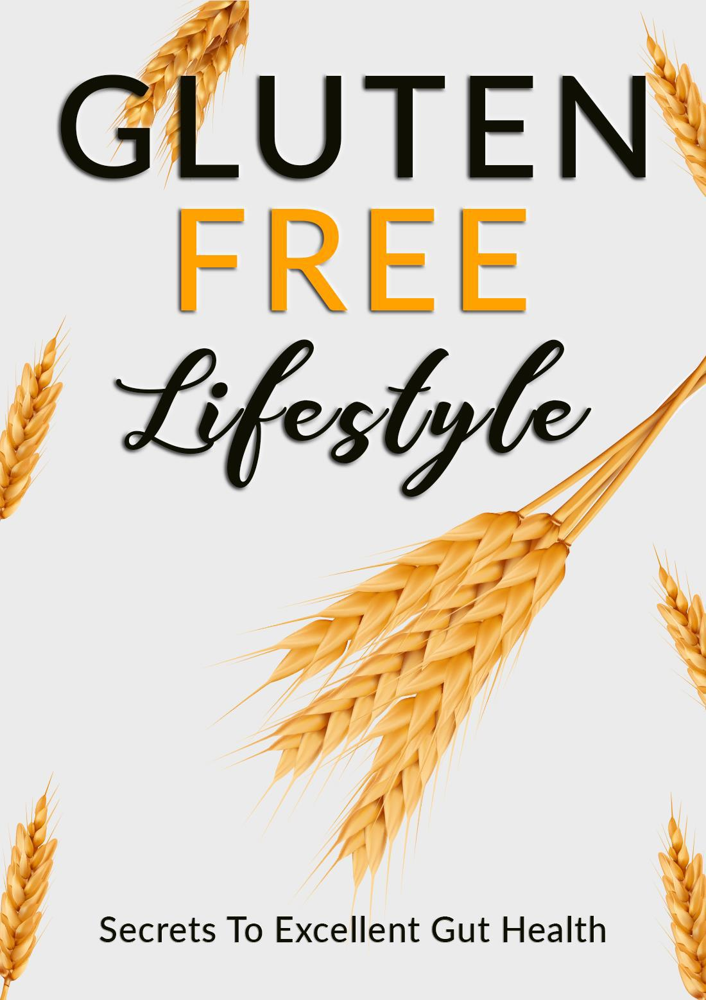 GLUTEN
FREE
Lifestyle
Secrets To Excellent Gut Health